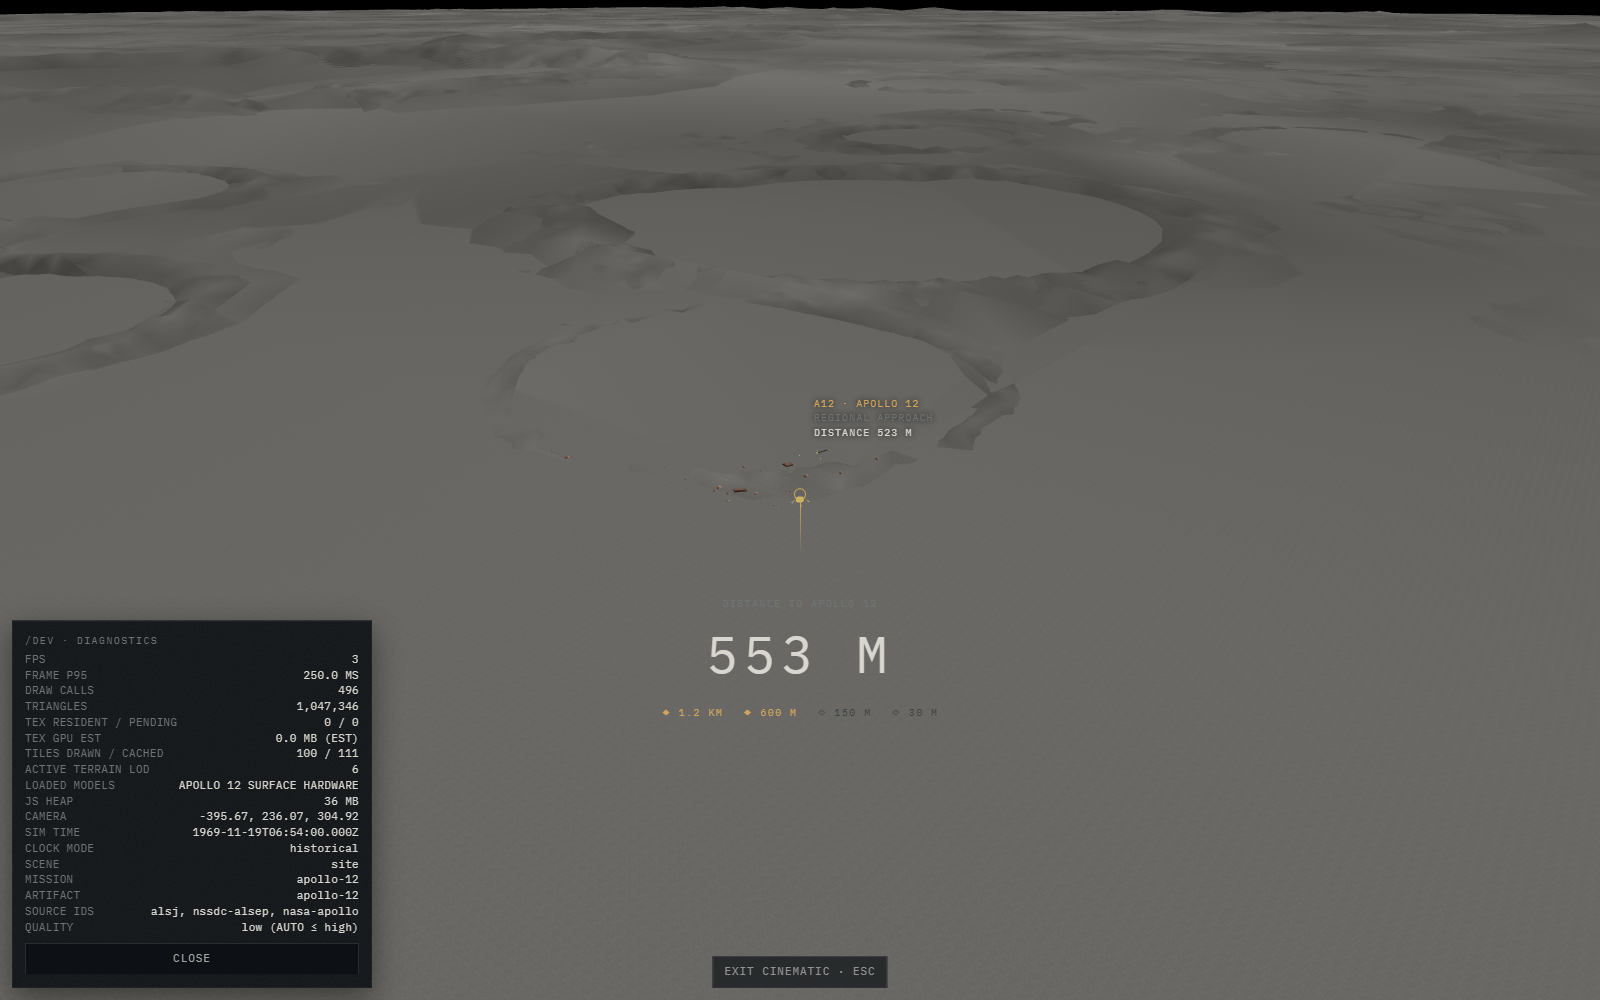 A12 · APOLLO 12
REGIONAL APPROACH
DISTANCE 523 M
DISTANCE TO APOLLO 12
553 M
◆ 1.2 KM ◆ 600 M ◇ 150 M ◇ 30 M
/DEV · DIAGNOSTICS
FPS 3
FRAME P95 250.0 MS
DRAW CALLS 496
TRIANGLES 1,047,346
TEX RESIDENT / PENDING 0 / 0
TEX GPU EST 0.0 MB (EST)
TILES DRAWN / CACHED 100 / 111
ACTIVE TERRAIN LOD 6
LOADED MODELS APOLLO 12 SURFACE HARDWARE
JS HEAP 36 MB
CAMERA -395.67, 236.07, 304.92
SIM TIME 1969-11-19T06:54:00.000Z
CLOCK MODE historical
SCENE site
MISSION apollo-12
ARTIFACT apollo-12
SOURCE IDS alsj, nssdc-alsep, nasa-apollo
QUALITY low (AUTO ≤ high)
CLOSE
EXIT CINEMATIC · ESC